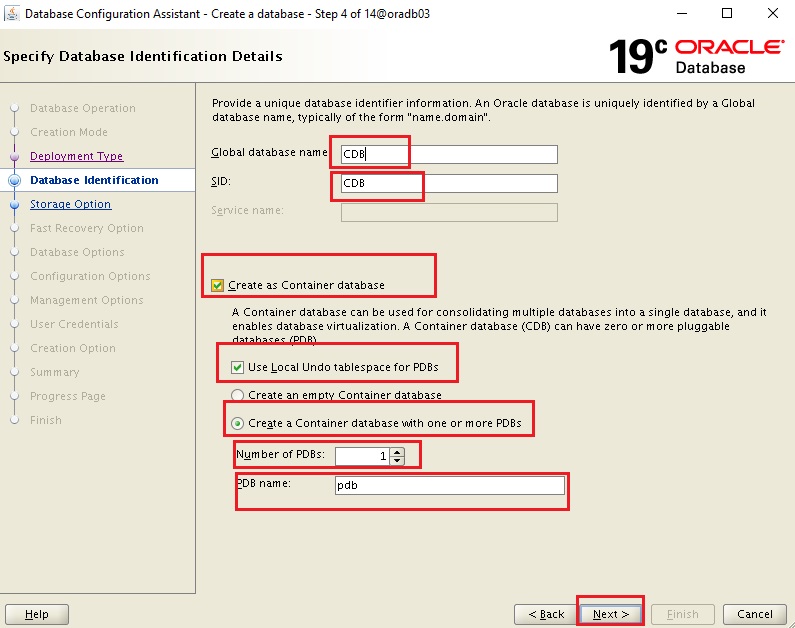 Database Configuration Assistant - Create a database - Step 4 of 14@oradb03
Specify Database Identification Details
19c ORACLE
Database
Database Operation
Creation Mode
Deployment Type
Database Identification
Storage Option
Fast Recovery Option
Database Options
Configuration Options
Management Options
User Credentials
Creation Option
Summary
Progress Page
Finish
Provide a unique database identifier information. An Oracle database is uniquely identified by a Global
database name, typically of the form "name.domain".
Global database name
CDB
SID:
CDB
Service name:
Create as Container database
A Container database can be used for consolidating multiple databases into a single database, and it
enables database virtualization. A Container database (CDB) can have zero or more pluggable
databases (PDB)
Use Local Undo tablespace for PDBs
Create an empty Container database
Create a Container database with one or more PDBs
Number of PDBs:
1
PDB name:
pdb
Help
< Back
Next >
Finish
Cancel